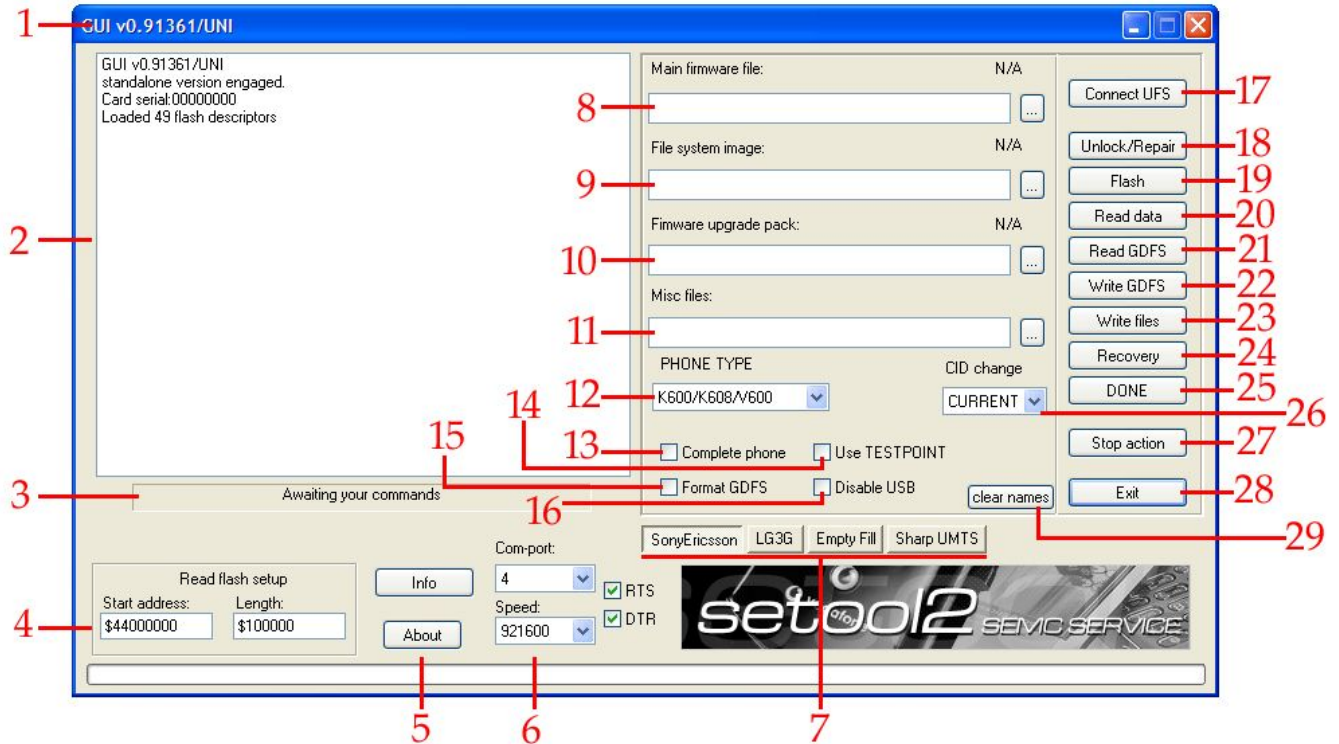 1
GUI v0.91361/UNI
GUI v0.91361/UNI
standalone version engaged.
Card serial:00000000
Loaded 49 flash descriptors
2
3
Awaiting your commands
Main firmware file:
N/A
8
...
File system image:
N/A
9
...
Fimware upgrade pack:
N/A
10
...
Misc files:
11
...
PHONE TYPE
CID change
12
K600/K608/V600
CURRENT
26
13
Complete phone
14
Use TESTPOINT
15
Format GDFS
16
Disable USB
clear names
29
Connect UFS
17
Unlock/Repair
18
Flash
19
Read data
20
Read GDFS
21
Write GDFS
22
Write files
23
Recovery
24
DONE
25
Stop action
27
Exit
28
SonyEricsson
LG3G
Empty Fill
Sharp UMTS
7
4
Read flash setup
Start address:
Length:
$44000000
$100000
Info
About
5
Com-port:
4
Speed:
921600
RTS
DTR
6
setool2 SEMC SERVICE